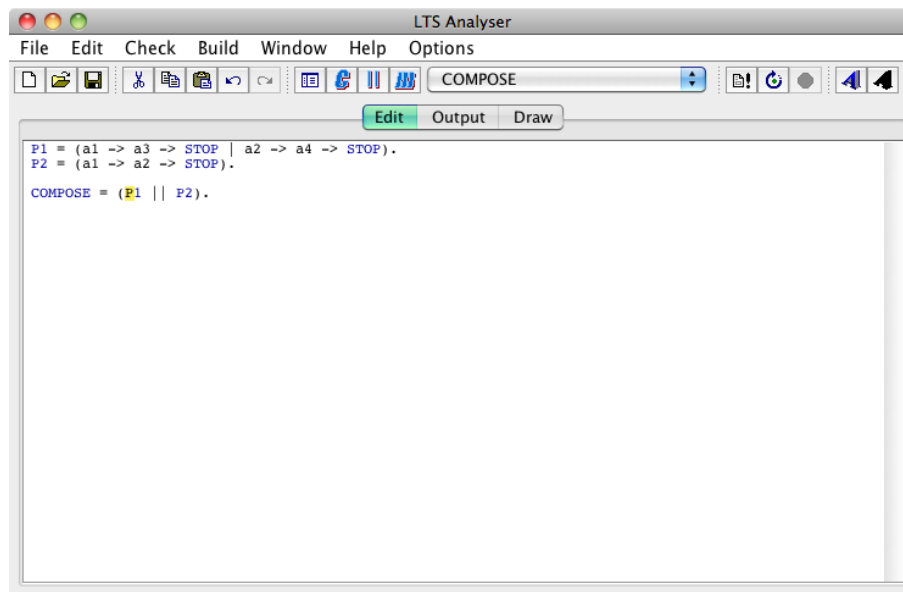 LTS Analyser
File Edit Check Build Window Help Options
COMPOSE
Edit Output Draw
P1 = (a1 -> a3 -> STOP | a2 -> a4 -> STOP).
P2 = (a1 -> a2 -> STOP).
COMPOSE = (P1 || P2).